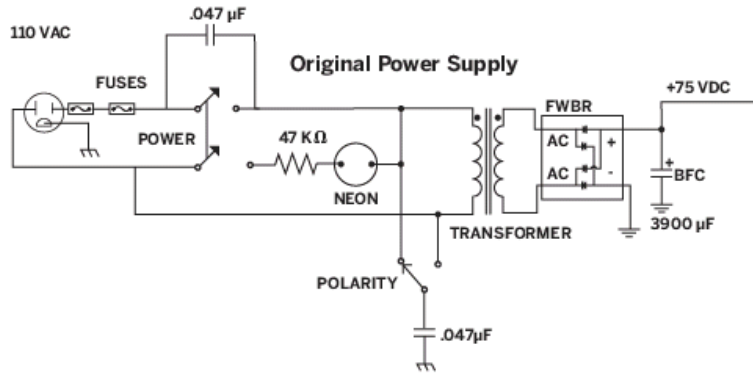 .047 µF
110 VAC
Original Power Supply
FUSES
+75 VDC
FWBR
POWER
47 KΩ
AC
+
+
AC
-
BFC
NEON
TRANSFORMER
3900 µF
POLARITY
.047µF